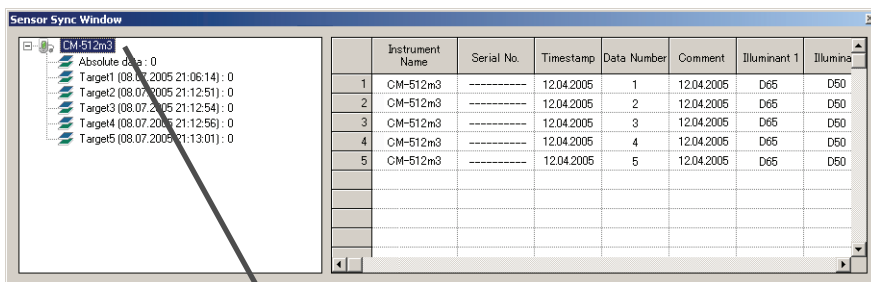 Sensor Sync Window
CM-512m3
Absolute data : 0
Target1 (08.07.2005 21:06:14) : 0
Target2 (08.07.2005 21:12:51) : 0
Target3 (08.07.2005 21:12:54) : 0
Target4 (08.07.2005 21:12:56) : 0
Target5 (08.07.2005 21:13:01) : 0
Instrument Name Serial No. Timestamp Data Number Comment Illuminant 1 Illumina
1 CM-512m3 ---------- 12.04.2005 1 12.04.2005 D65 D50
2 CM-512m3 ---------- 12.04.2005 2 12.04.2005 D65 D50
3 CM-512m3 ---------- 12.04.2005 3 12.04.2005 D65 D50
4 CM-512m3 ---------- 12.04.2005 4 12.04.2005 D65 D50
5 CM-512m3 ---------- 12.04.2005 5 12.04.2005 D65 D50